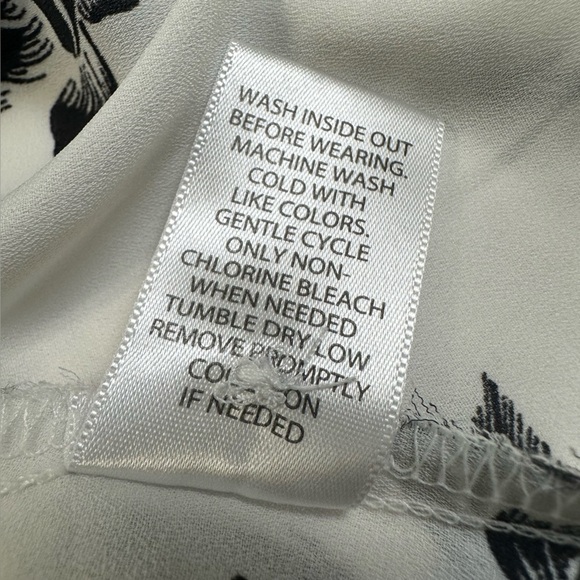 WASH INSIDE OUT
BEFORE WEARING.
MACHINE WASH
COLD WITH
LIKE COLORS.
GENTLE CYCLE
ONLY NON-
CHLORINE BLEACH
WHEN NEEDED
TUMBLE DRY LOW
REMOVE PROMPTLY
ON
IF NEEDED